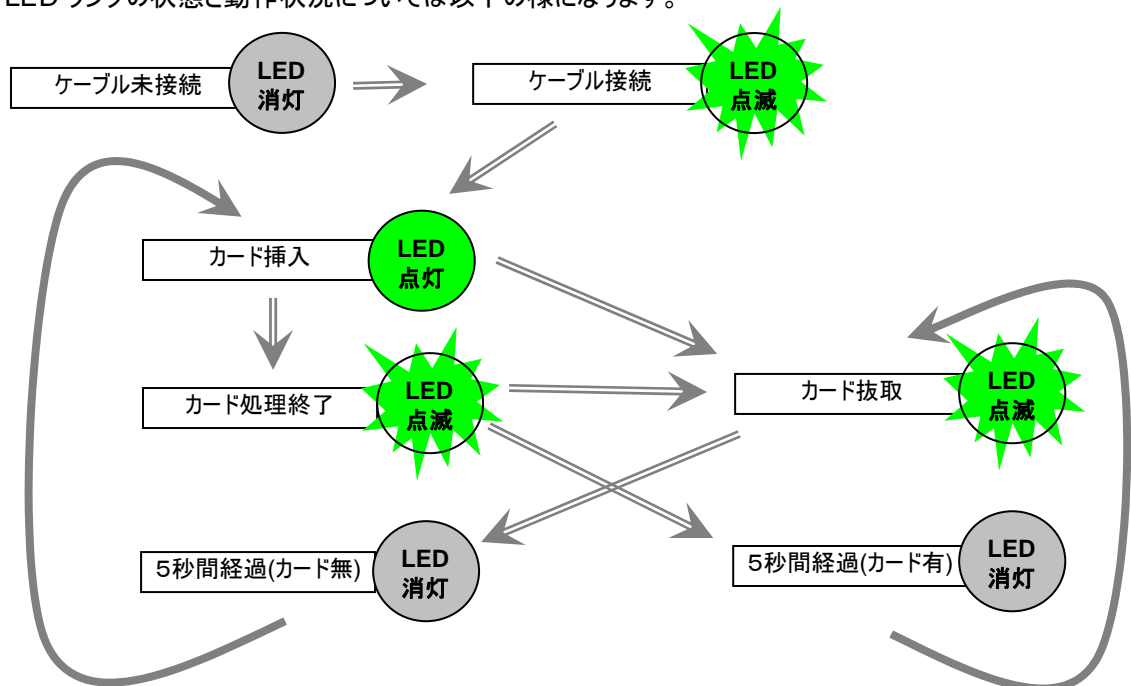 LED ランプの状態と動作状況については以下の様になります。
ケーブル未接続
LED
消灯
ケーブル接続
LED
点滅
カード挿入
LED
点灯
カード処理終了
LED
点滅
カード抜取
LED
点滅
5秒間経過(カード無)
LED
消灯
5秒間経過(カード有)
LED
消灯